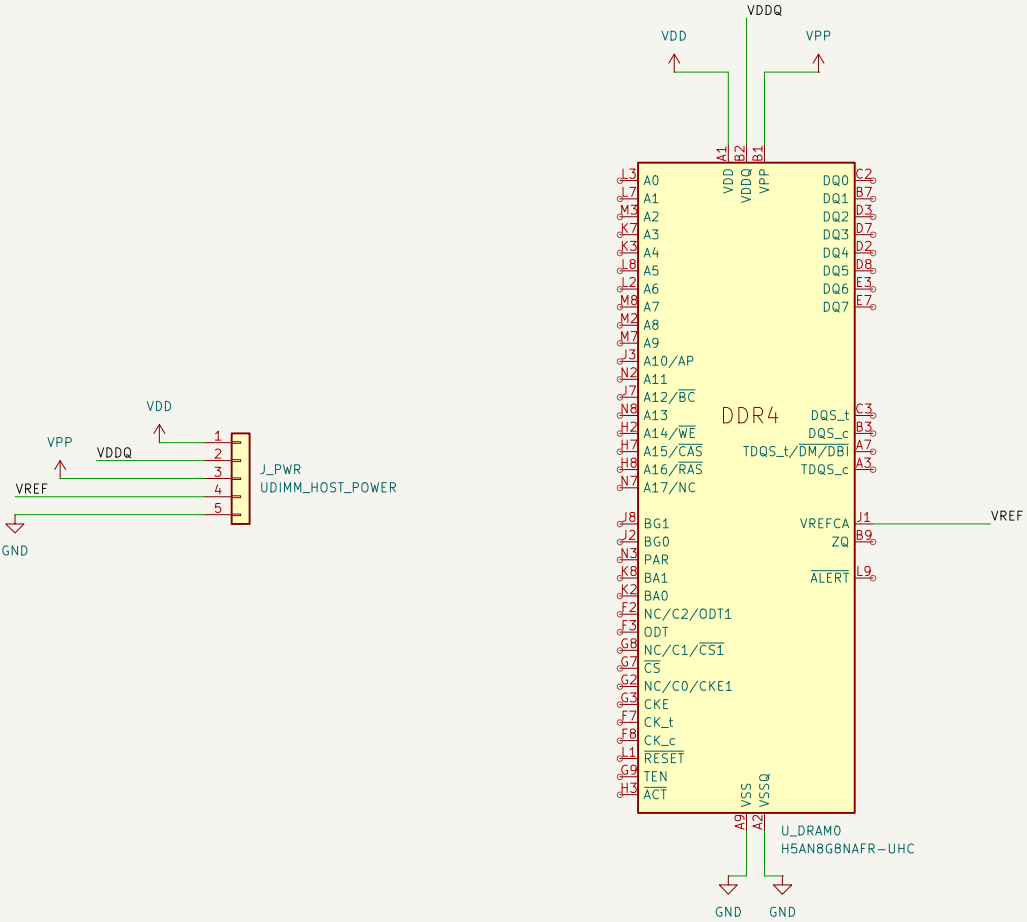 VDDQ
VDD
VPP
A1
B2
B1
VDD
VDDQ
VPP
L3 A0
L7 A1
M3 A2
K7 A3
K3 A4
L8 A5
L2 A6
M8 A7
M2 A8
M7 A9
J3 A10/AP
N2 A11
J7 A12/BC
N8 A13
H2 A14/WE
H7 A15/CAS
H8 A16/RAS
N7 A17/NC
J8 BG1
J2 BG0
N3 PAR
K8 BA1
K2 BA0
F2 NC/C2/ODT1
F3 ODT
G8 NC/C1/CS1
G7 CS
G2 NC/C0/CKE1
G3 CKE
F7 CK_t
F8 CK_c
L1 RESET
G9 TEN
H3 ACT
DDR4
DQ0 C2
DQ1 B7
DQ2 D3
DQ3 D7
DQ4 D2
DQ5 D8
DQ6 E3
DQ7 E7
DQS_t C3
DQS_c B3
TDQS_t/DM/DBI A7
TDQS_c A3
VREFCA J1
VREF
ZQ B9
ALERT L9
VSS
VSSQ
A9
A2
U_DRAM0
H5AN8G8NAFR-UHC
GND
GND
VDD
VPP
VDDQ
VREF
GND
1
2
3
4
5
J_PWR
UDIMM_HOST_POWER